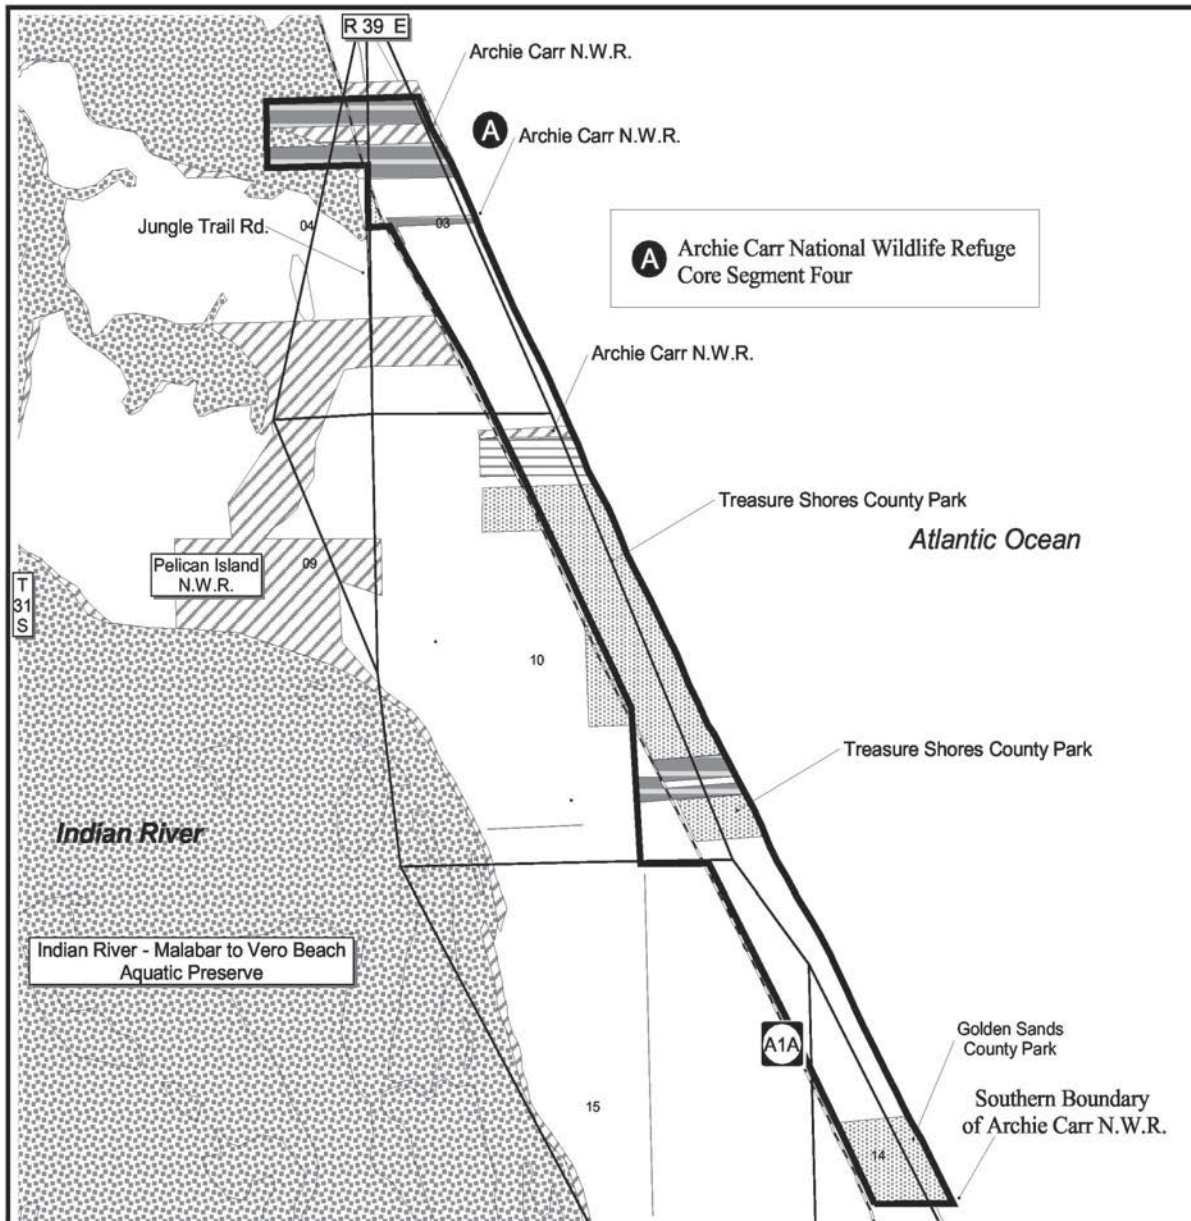 R 39 E
Archie Carr N.W.R.
A
Archie Carr N.W.R.
Jungle Trail Rd.
04
03
A Archie Carr National Wildlife Refuge
Core Segment Four
Archie Carr N.W.R.
Treasure Shores County Park
Atlantic Ocean
Pelican Island
N.W.R.
09
T
31
S
10
Treasure Shores County Park
Indian River
Indian River - Malabar to Vero Beach
Aquatic Preserve
A1A
Golden Sands
County Park
Southern Boundary
of Archie Carr N.W.R.
15
14